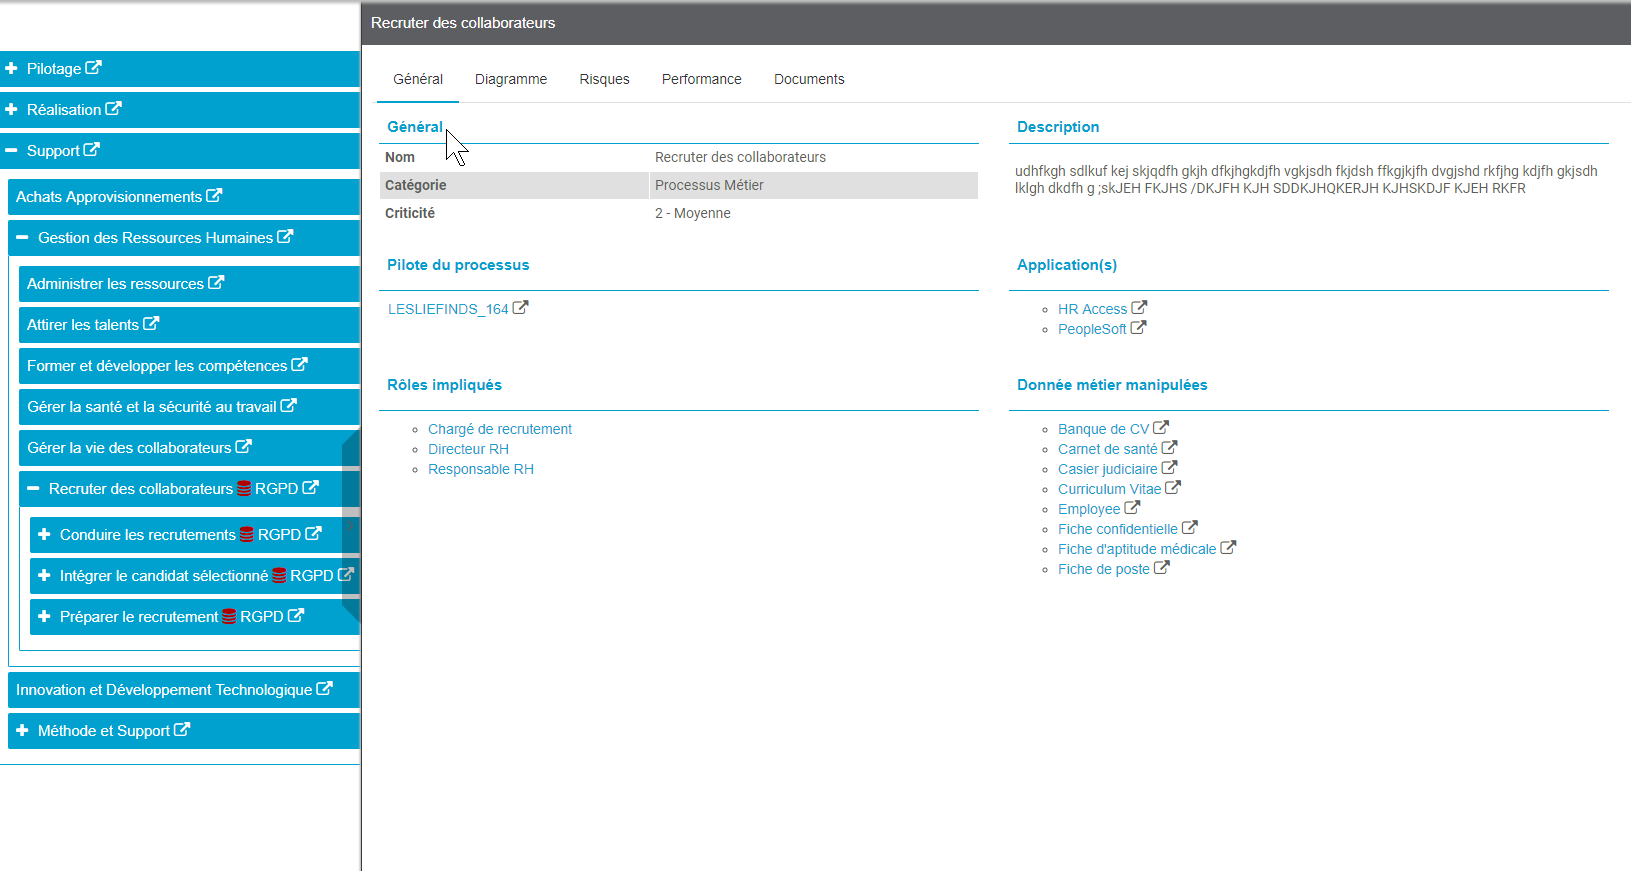 Recruter des collaborateurs
Pilotage
Réalisation
Support
Achats Approvisionnements
Gestion des Ressources Humaines
Administrer les ressources
Attirer les talents
Former et développer les compétences
Gérer la santé et la sécurité au travail
Gérer la vie des collaborateurs
Recruter des collaborateurs RGPD
Conduire les recrutements RGPD
Intégrer le candidat sélectionné RGPD
Préparer le recrutement RGPD
Innovation et Développement Technologique
Méthode et Support
Général Diagramme Risques Performance Documents
Général
Nom Recruter des collaborateurs
Catégorie Processus Métier
Criticité 2 - Moyenne
Description
udhfkgh sdlkuf kej skjqdfh gkjh dfkjhgkdjfh vgkjsdh fkjdsh ffkgjkjfh dvgjshd rkfjhg kdjfh gkjsdh
lklgh dkdfh g ;skJEH FKJHS /DKJFH KJH SDDKJHQKERJH KJHSKDJF KJEH RKFR
Pilote du processus
LESLIEFINDS_164
Application(s)
HR Access
PeopleSoft
Rôles impliqués
Chargé de recrutement
Directeur RH
Responsable RH
Donnée métier manipulées
Banque de CV
Carnet de santé
Casier judiciaire
Curriculum Vitae
Employee
Fiche confidentielle
Fiche d'aptitude médicale
Fiche de poste